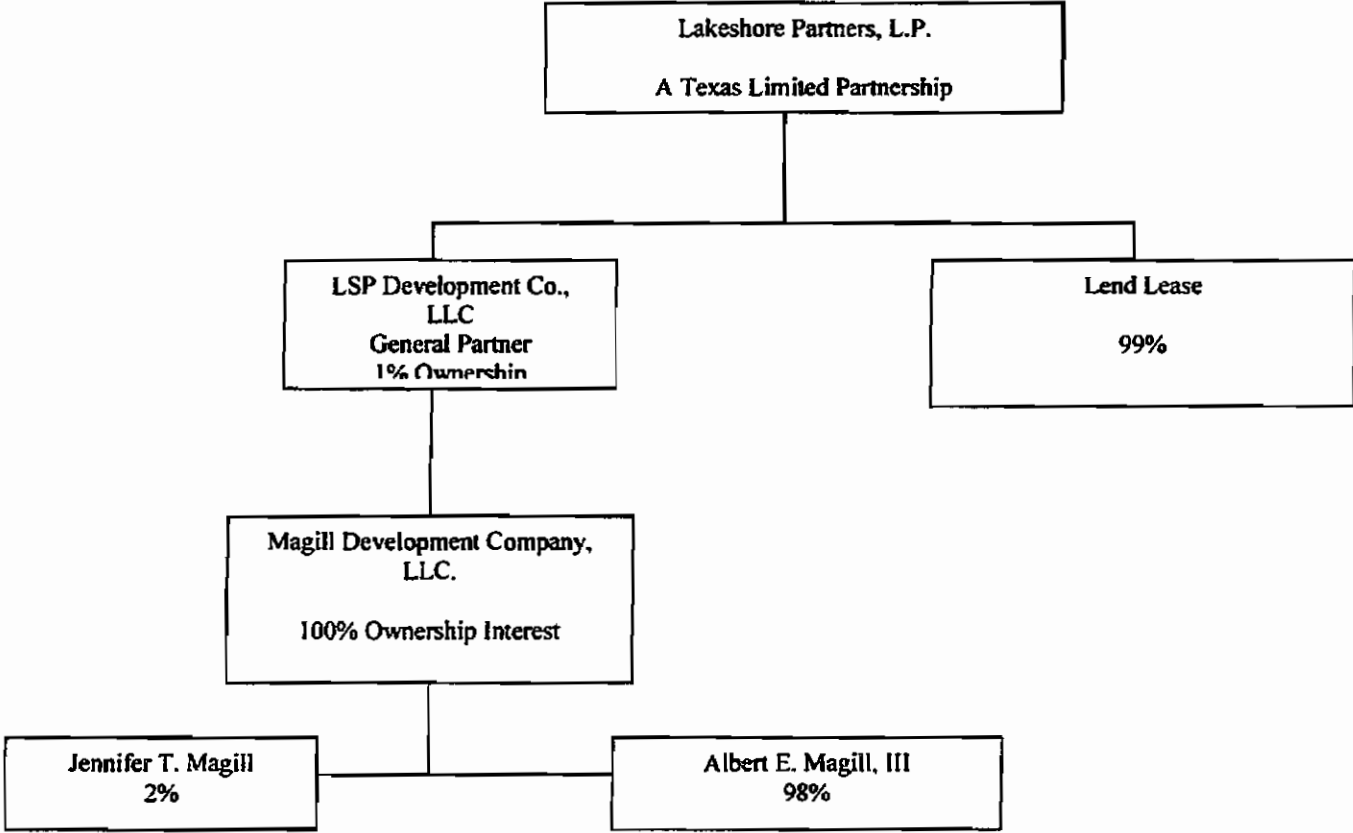 Lakeshore Partners, L.P.
A Texas Limited Partnership
LSP Development Co.,
LLC
General Partner
1% Ownership
Lend Lease
99%
Magill Development Company,
LLC.
100% Ownership Interest
Jennifer T. Magill
2%
Albert E. Magill, III
98%